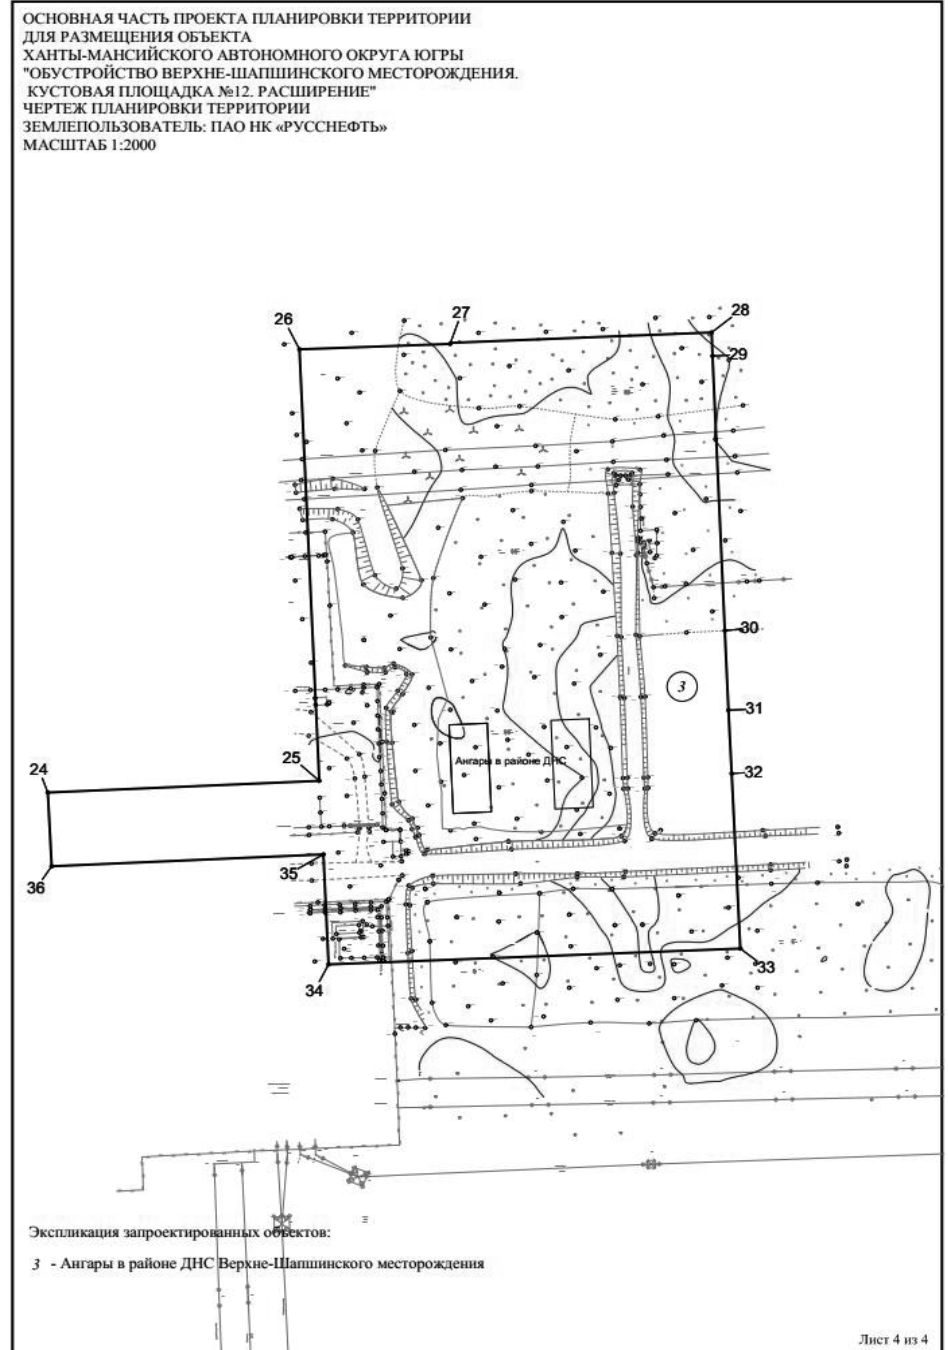 ОСНОВНАЯ ЧАСТЬ ПРОЕКТА ПЛАНИРОВКИ ТЕРРИТОРИИ
ДЛЯ РАЗМЕЩЕНИЯ ОБЪЕКТА
ХАНТЫ-МАНСИЙСКОГО АВТОНОМНОГО ОКРУГА ЮГРЫ
"ОБУСТРОЙСТВО ВЕРХНЕ-ШАПШИНСКОГО МЕСТОРОЖДЕНИЯ.
КУСТОВАЯ ПЛОЩАДКА №12. РАСШИРЕНИЕ"
ЧЕРТЕЖ ПЛАНИРОВКИ ТЕРРИТОРИИ
ЗЕМЛЕПОЛЬЗОВАТЕЛЬ: ПАО НК «РУССНЕФТЬ»
МАСШТАБ 1:2000
28
27
26
29
30
3
31
Ангары в районе ДНС
32
25
24
35
36
33
34
Экспликация запроектированных объектов:
3 - Ангары в районе ДНС Верхне-Шапшинского месторождения
Лист 4 из 4